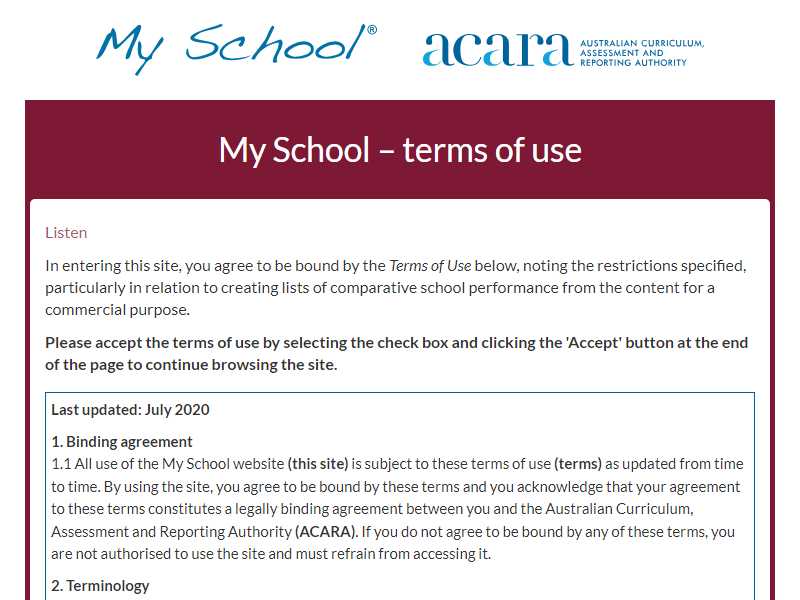 My School®
acara AUSTRALIAN CURRICULUM,
ASSESSMENT AND
REPORTING AUTHORITY
My School – terms of use
Listen
In entering this site, you agree to be bound by the Terms of Use below, noting the restrictions specified,
particularly in relation to creating lists of comparative school performance from the content for a
commercial purpose.
Please accept the terms of use by selecting the check box and clicking the 'Accept' button at the end
of the page to continue browsing the site.
Last updated: July 2020
1. Binding agreement
1.1 All use of the My School website (this site) is subject to these terms of use (terms) as updated from time
to time. By using the site, you agree to be bound by these terms and you acknowledge that your agreement
to these terms constitutes a legally binding agreement between you and the Australian Curriculum,
Assessment and Reporting Authority (ACARA). If you do not agree to be bound by any of these terms, you
are not authorised to use the site and must refrain from accessing it.
2. Terminology